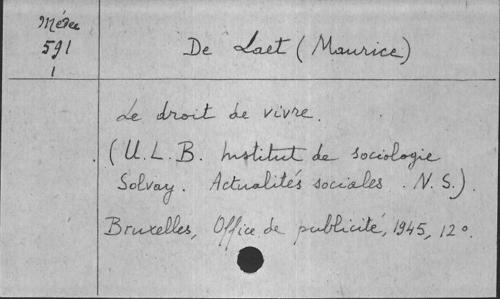 Médec
591
1
De Laet (Maurice)
Le droit de vivre.
(U.L.B. Institut de sociologie
Solvay. Actualités sociales. N.S.).
Bruxelles, Office de publicité, 1945, 12°.